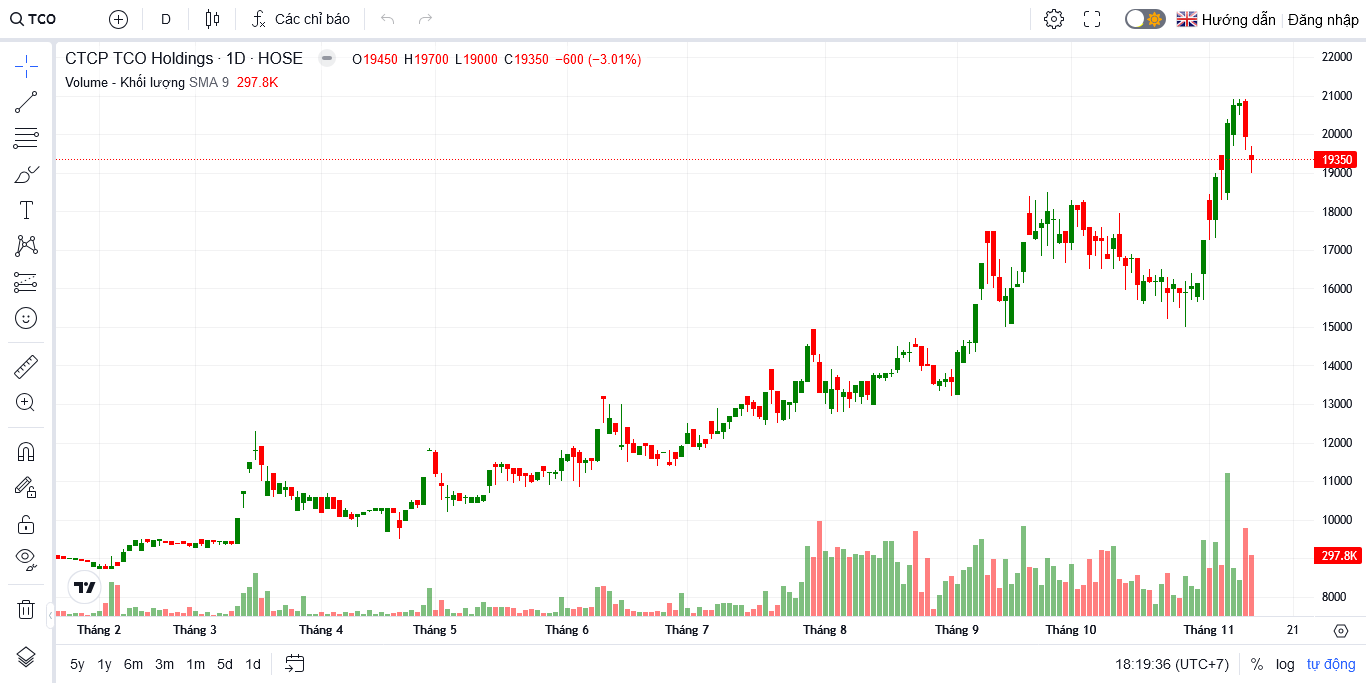 TCO D Các chỉ báo Hướng dẫn Đăng nhập
CTCP TCO Holdings · 1D · HOSE O19450 H19700 L19000 C19350 −600 (−3.01%)
Volume - Khối lượng SMA 9 297.8K
22000
21000
20000
19350
19000
18000
17000
16000
15000
14000
13000
12000
11000
10000
297.8K
8000
Tháng 2 Tháng 3 Tháng 4 Tháng 5 Tháng 6 Tháng 7 Tháng 8 Tháng 9 Tháng 10 Tháng 11 21
5y 1y 6m 3m 1m 5d 1d 18:19:36 (UTC+7) % log tự động